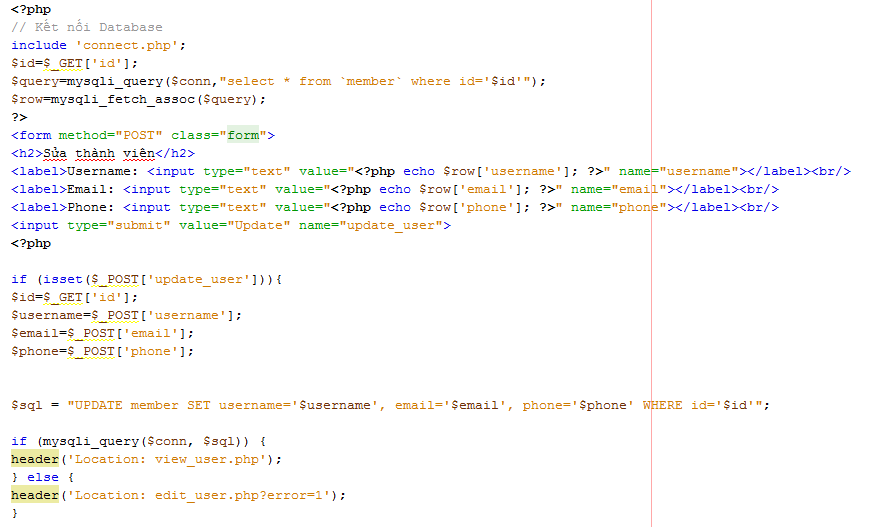 <?php
// Kết nối Database
include 'connect.php';
$id=$_GET['id'];
$query=mysqli_query($conn,"select * from `member` where id='$id'");
$row=mysqli_fetch_assoc($query);
?>
<form method="POST" class="form">
<h2>Sửa thành viên</h2>
<label>Username: <input type="text" value="<?php echo $row['username']; ?>" name="username"></label><br/>
<label>Email: <input type="text" value="<?php echo $row['email']; ?>" name="email"></label><br/>
<label>Phone: <input type="text" value="<?php echo $row['phone']; ?>" name="phone"></label><br/>
<input type="submit" value="Update" name="update_user">
<?php
if (isset($_POST['update_user'])){
$id=$_GET['id'];
$username=$_POST['username'];
$email=$_POST['email'];
$phone=$_POST['phone'];
$sql = "UPDATE member SET username='$username', email='$email', phone='$phone' WHERE id='$id'";
if (mysqli_query($conn, $sql)) {
header('Location: view_user.php');
} else {
header('Location: edit_user.php?error=1');
}